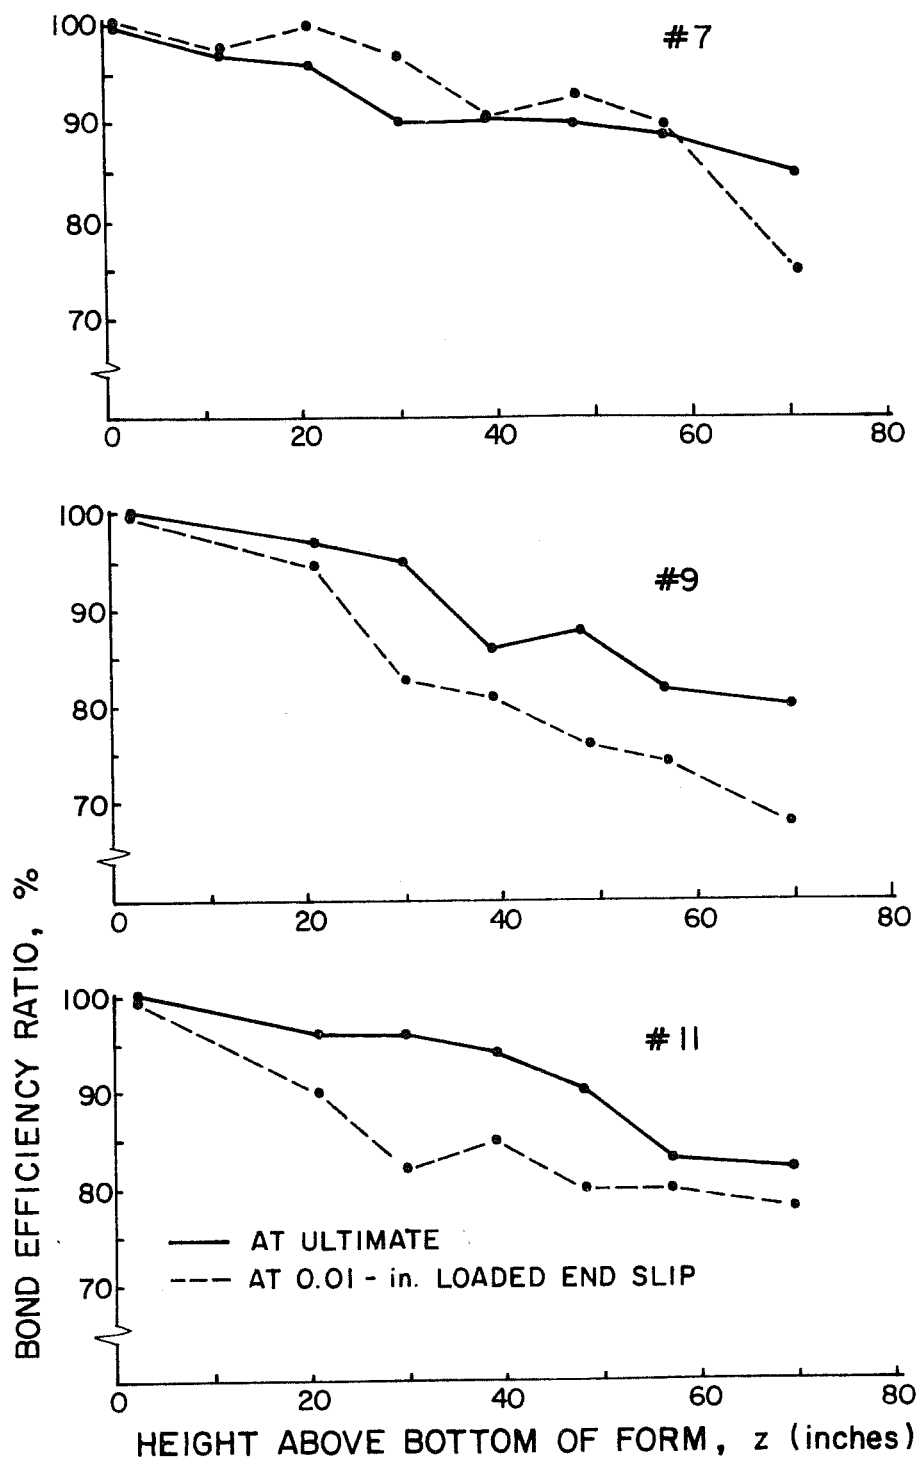 #7
100
90
80
70
0 20 40 60 80
#9
100
90
80
70
0 20 40 60 80
#11
100
90
80
70
AT ULTIMATE
AT 0.01 - in. LOADED END SLIP
0 20 40 60 80
BOND EFFICIENCY RATIO, %
HEIGHT ABOVE BOTTOM OF FORM, z (inches)